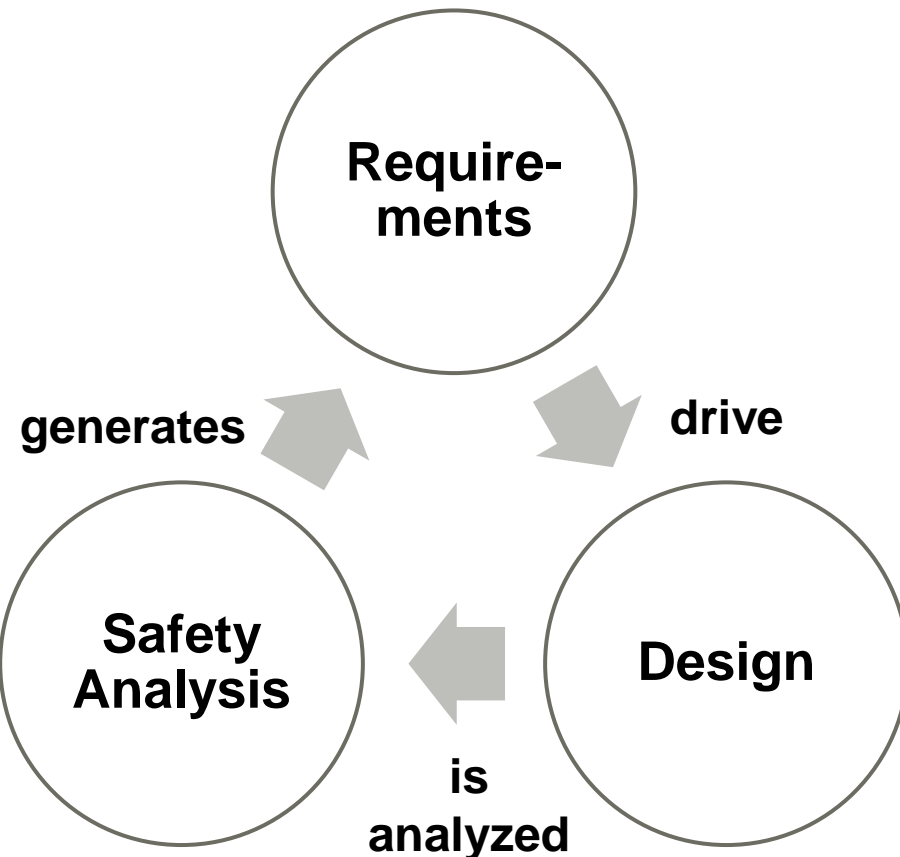 Require-
ments
generates
drive
Safety
Analysis
Design
is
analyzed